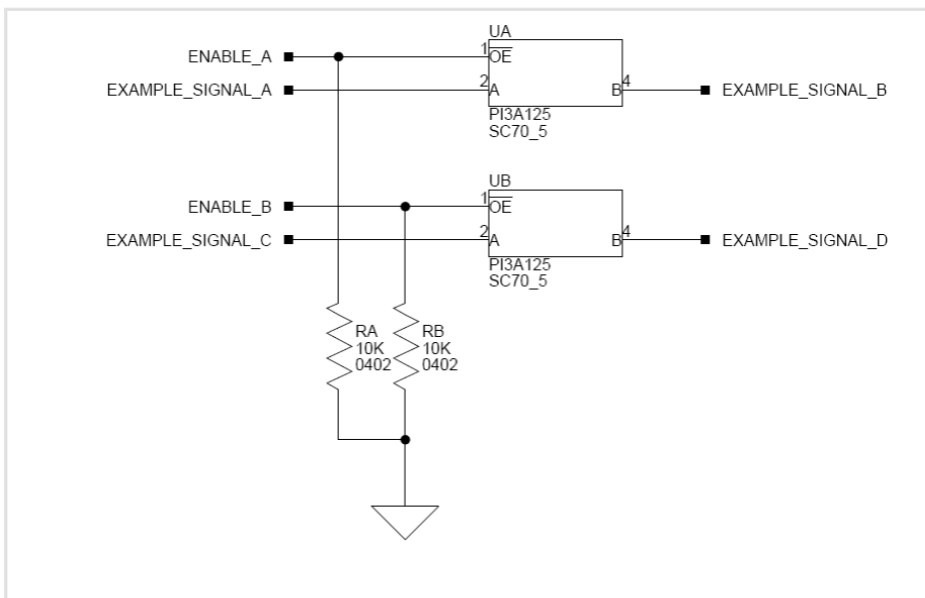 UA
ENABLE_A 1 OE
EXAMPLE_SIGNAL_A 2 A B 4 EXAMPLE_SIGNAL_B
PI3A125
SC70_5
UB
ENABLE_B 1 OE
EXAMPLE_SIGNAL_C 2 A B 4 EXAMPLE_SIGNAL_D
PI3A125
SC70_5
RA RB
10K 10K
0402 0402